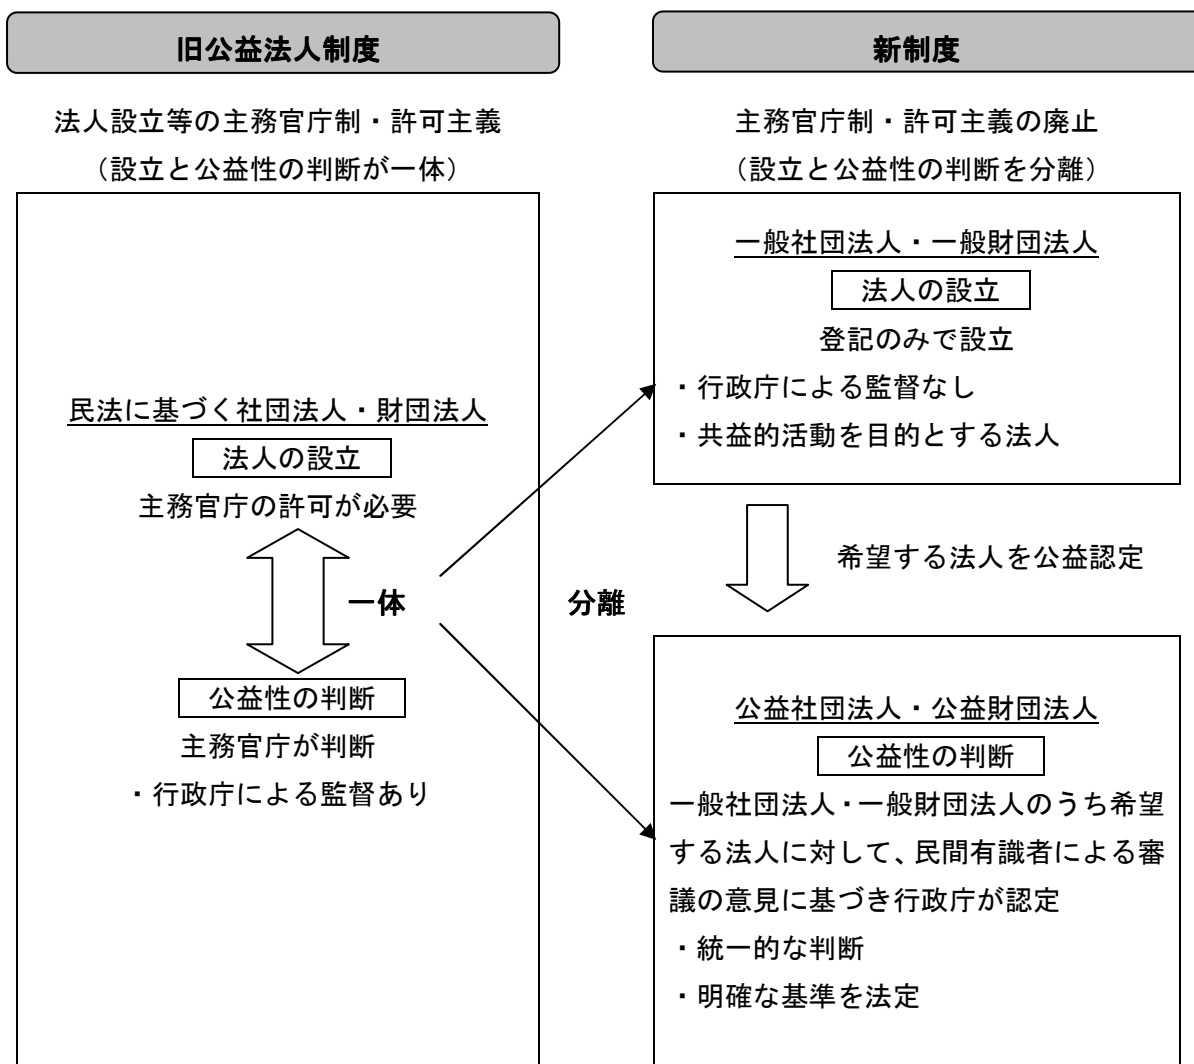 旧公益法人制度
法人設立等の主務官庁制・許可主義
（設立と公益性の判断が一体）
民法に基づく社団法人・財団法人
法人の設立
主務官庁の許可が必要
一体
公益性の判断
主務官庁が判断
・行政庁による監督あり
分離
新制度
主務官庁制・許可主義の廃止
（設立と公益性の判断を分離）
一般社団法人・一般財団法人
法人の設立
登記のみで設立
・行政庁による監督なし
・共益的活動を目的とする法人
希望する法人を公益認定
公益社団法人・公益財団法人
公益性の判断
一般社団法人・一般財団法人のうち希望
する法人に対して、民間有識者による審
議の意見に基づき行政庁が認定
・統一的な判断
・明確な基準を法定